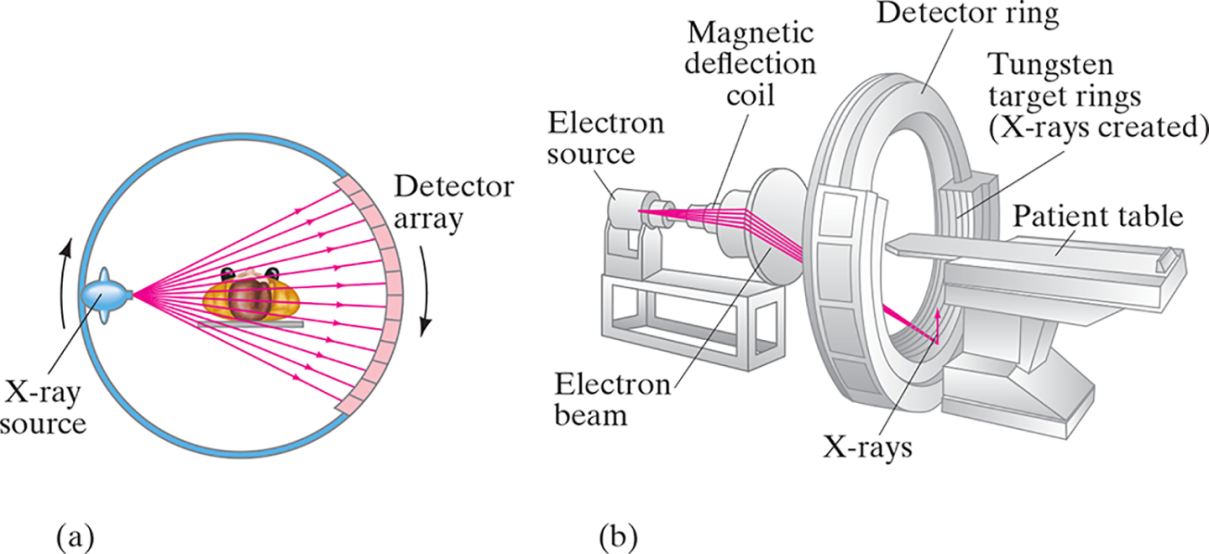 Detector
array
X-ray
source
(a)
Magnetic
deflection
coil
Detector ring
Tungsten
target rings
(X-rays created)
Electron
source
Patient table
Electron
beam
X-rays
(b)